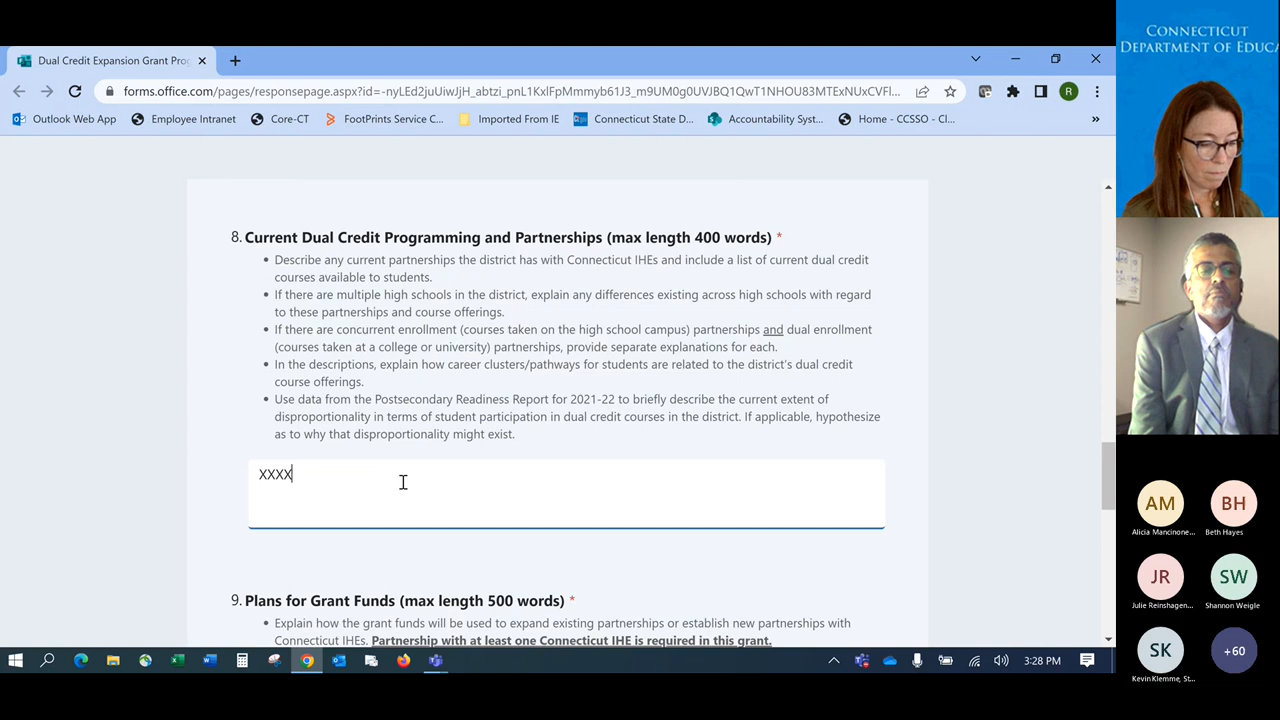 CONNECTICUT
DEPARTMENT OF EDUCA
Dual Credit Expansion Grant Pro
forms.office.com/pages/responsepage.aspx?id=-nyLEd2juUiwJjH_abtzi_pnL1KxlFpMmmyb61J3_m9UM0g0UVJBQ1QwT1NHOU83MTExNUxCVFl...
R
Outlook Web App
Employee Intranet
Core-CT
FootPrints Service C...
Imported From IE
Connecticut State D...
Accountability Syst...
Home - CCSSO - Cl...
»
8. Current Dual Credit Programming and Partnerships (max length 400 words) *
• Describe any current partnerships the district has with Connecticut IHEs and include a list of current dual credit
courses available to students.
• If there are multiple high schools in the district, explain any differences existing across high schools with regard
to these partnerships and course offerings.
• If there are concurrent enrollment (courses taken on the high school campus) partnerships and dual enrollment
(courses taken at a college or university) partnerships, provide separate explanations for each.
• In the descriptions, explain how career clusters/pathways for students are related to the district's dual credit
course offerings.
• Use data from the Postsecondary Readiness Report for 2021-22 to briefly describe the current extent of
disproportionality in terms of student participation in dual credit courses in the district. If applicable, hypothesize
as to why that disproportionality might exist.
XXXX
9. Plans for Grant Funds (max length 500 words) *
• Explain how the grant funds will be used to expand existing partnerships or establish new partnerships with
Connecticut IHEs. Partnership with at least one Connecticut IHE is required in this grant.
3:28 PM
AM
BH
Alicia Mancinone...
Beth Hayes
JR
SW
Julie Reinshagen...
Shannon Weigle
SK
+60
KevinKlemme, St...